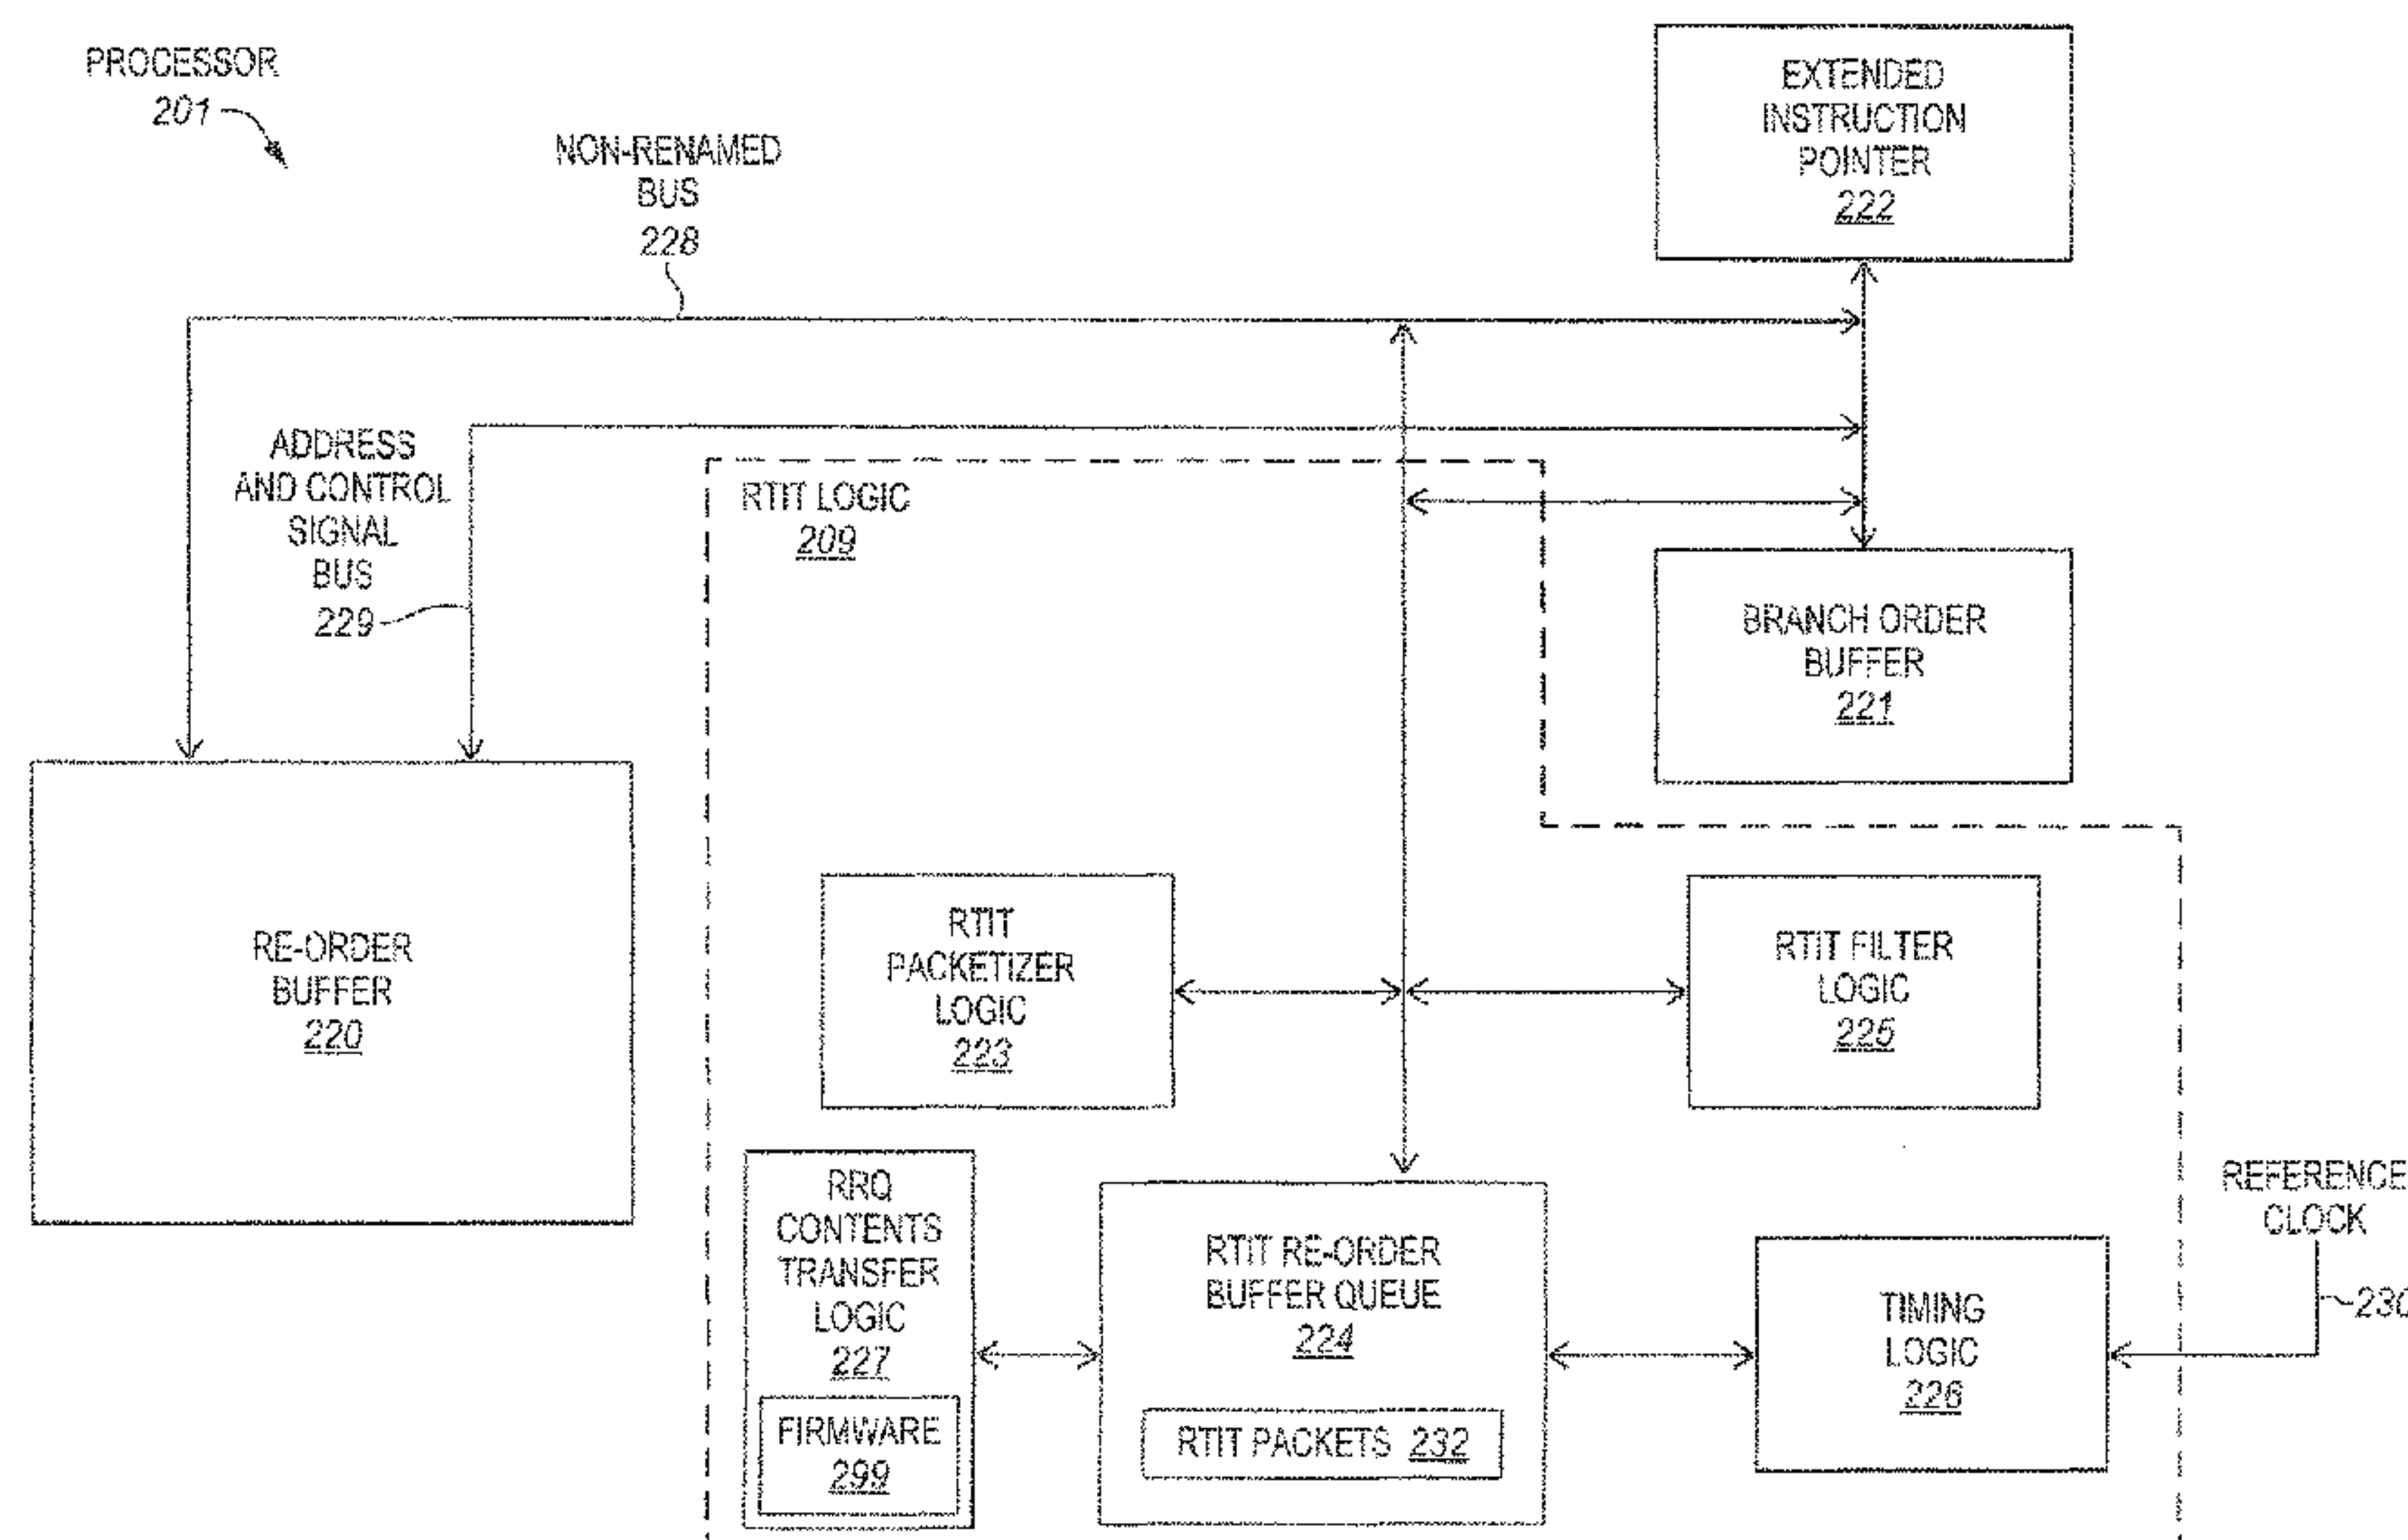 PROCESSOR
201
NON-RENAMED
BUS
228
EXTENDED
INSTRUCTION
POINTER
222
ADDRESS
AND CONTROL
SIGNAL
BUS
229
RTIT LOGIC
209
BRANCH ORDER
BUFFER
221
RE-ORDER
BUFFER
220
RTIT
PACKETIZER
LOGIC
223
RTIT FILTER
LOGIC
225
RRQ
CONTENTS
TRANSFER
LOGIC
227
FIRMWARE
299
RTIT RE-ORDER
BUFFER QUEUE
224
RTIT PACKETS 232
TIMING
LOGIC
226
REFERENCE
CLOCK
230